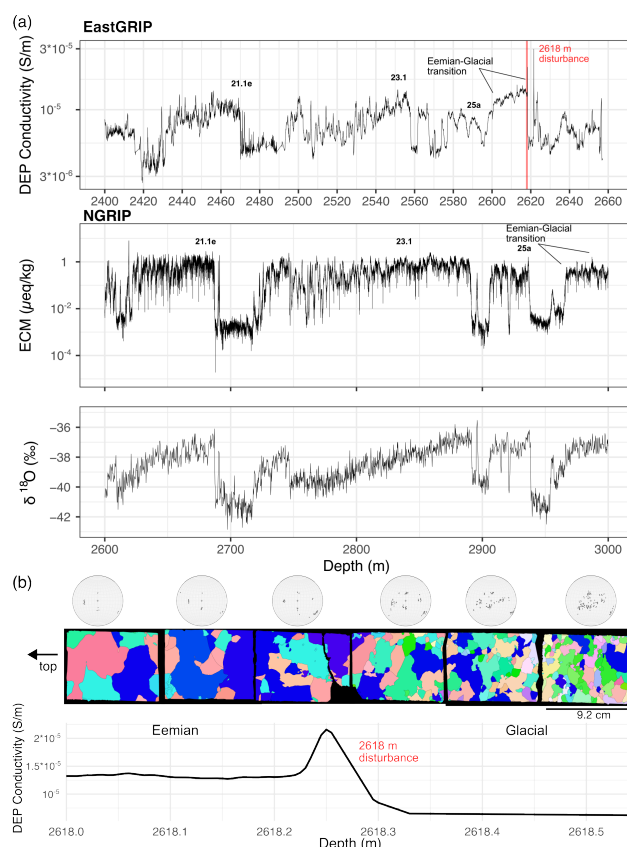 (a)
EastGRIP
DEP Conductivity (S/m)
3*10-5
10-5
3*10-6
21.1e
23.1
25a
Eemian-Glacial
transition
2618 m
disturbance
2400 2420 2440 2460 2480 2500 2520 2540 2560 2580 2600 2620 2640 2660
NGRIP
ECM (μeq/kg)
1
10-2
10-4
21.1e
23.1
Eemian-Glacial
transition
25a
δ 18O (‰)
−36
−38
−40
−42
2600 2700 2800 2900 3000
Depth (m)
(b)
top
9.2 cm
DEP Conductivity (S/m)
2*10-5
1.5*10-5
10-5
Eemian
Glacial
2618 m
disturbance
2618.0 2618.1 2618.2 2618.3 2618.4 2618.5
Depth (m)